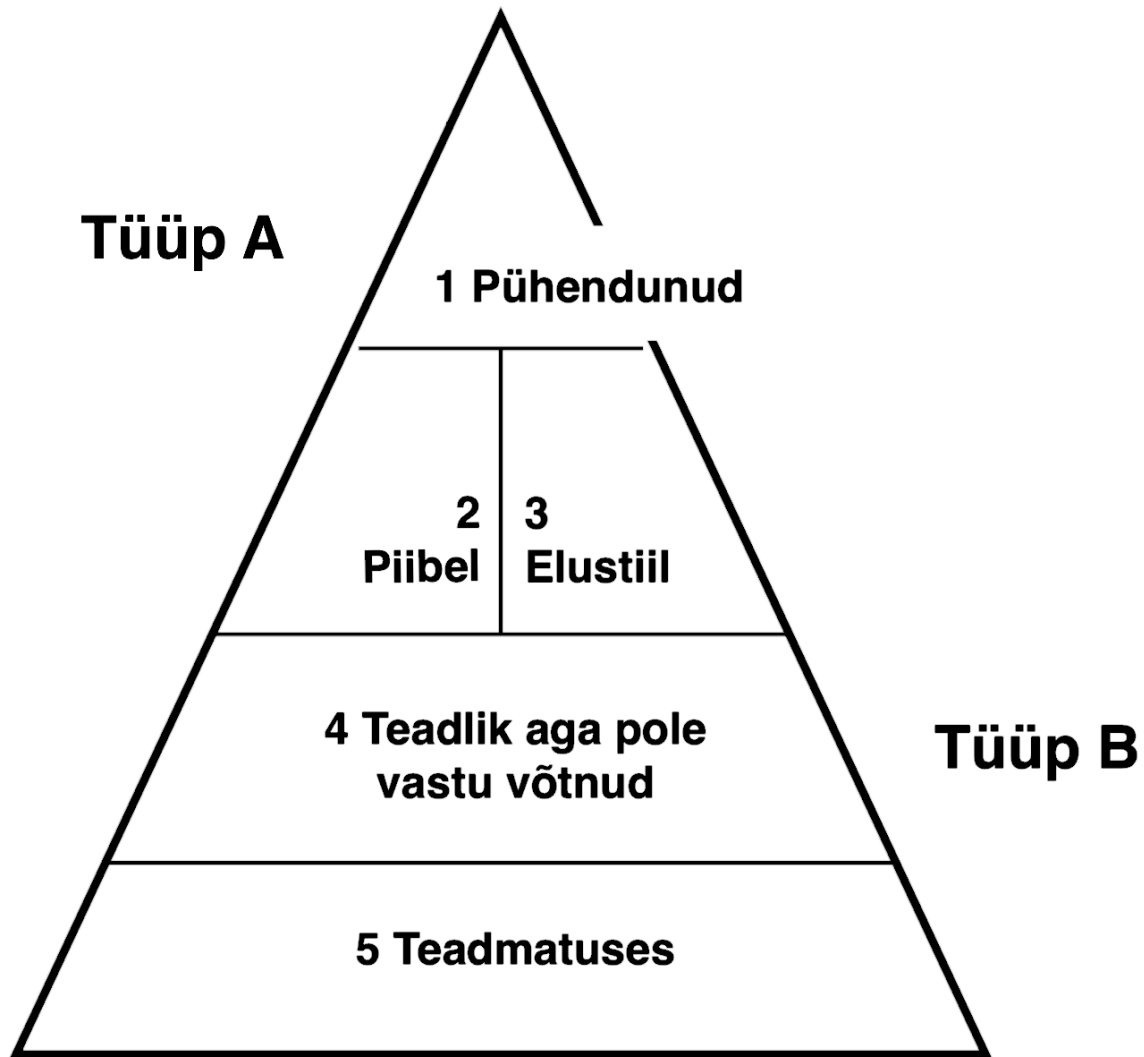 Tüüp A
1 Pühendunud
2
Piibel
3
Elustiil
4 Teadlik aga pole
vastu võtnud
Tüüp B
5 Teadmatuses